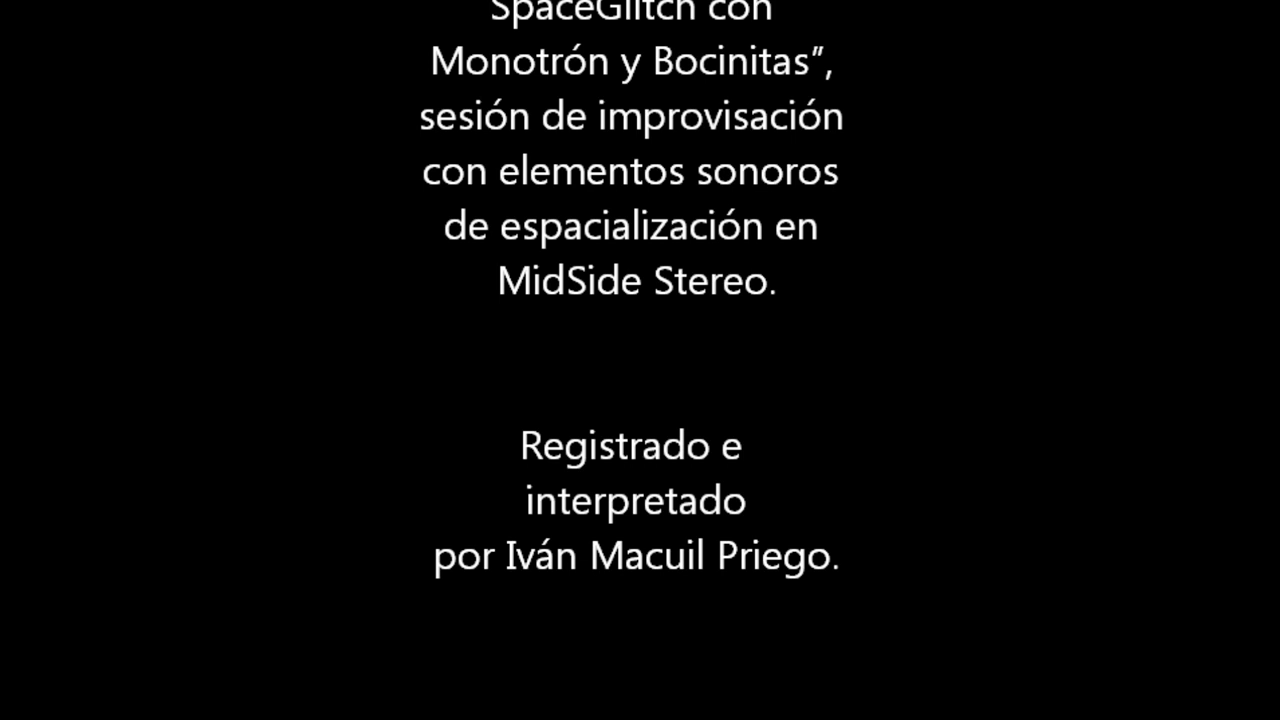 SpaceGlitch con
Monotrón y Bocinitas”,
sesión de improvisación
con elementos sonoros
de espacialización en
MidSide Stereo.
Registrado e
interpretado
por Iván Macuil Priego.